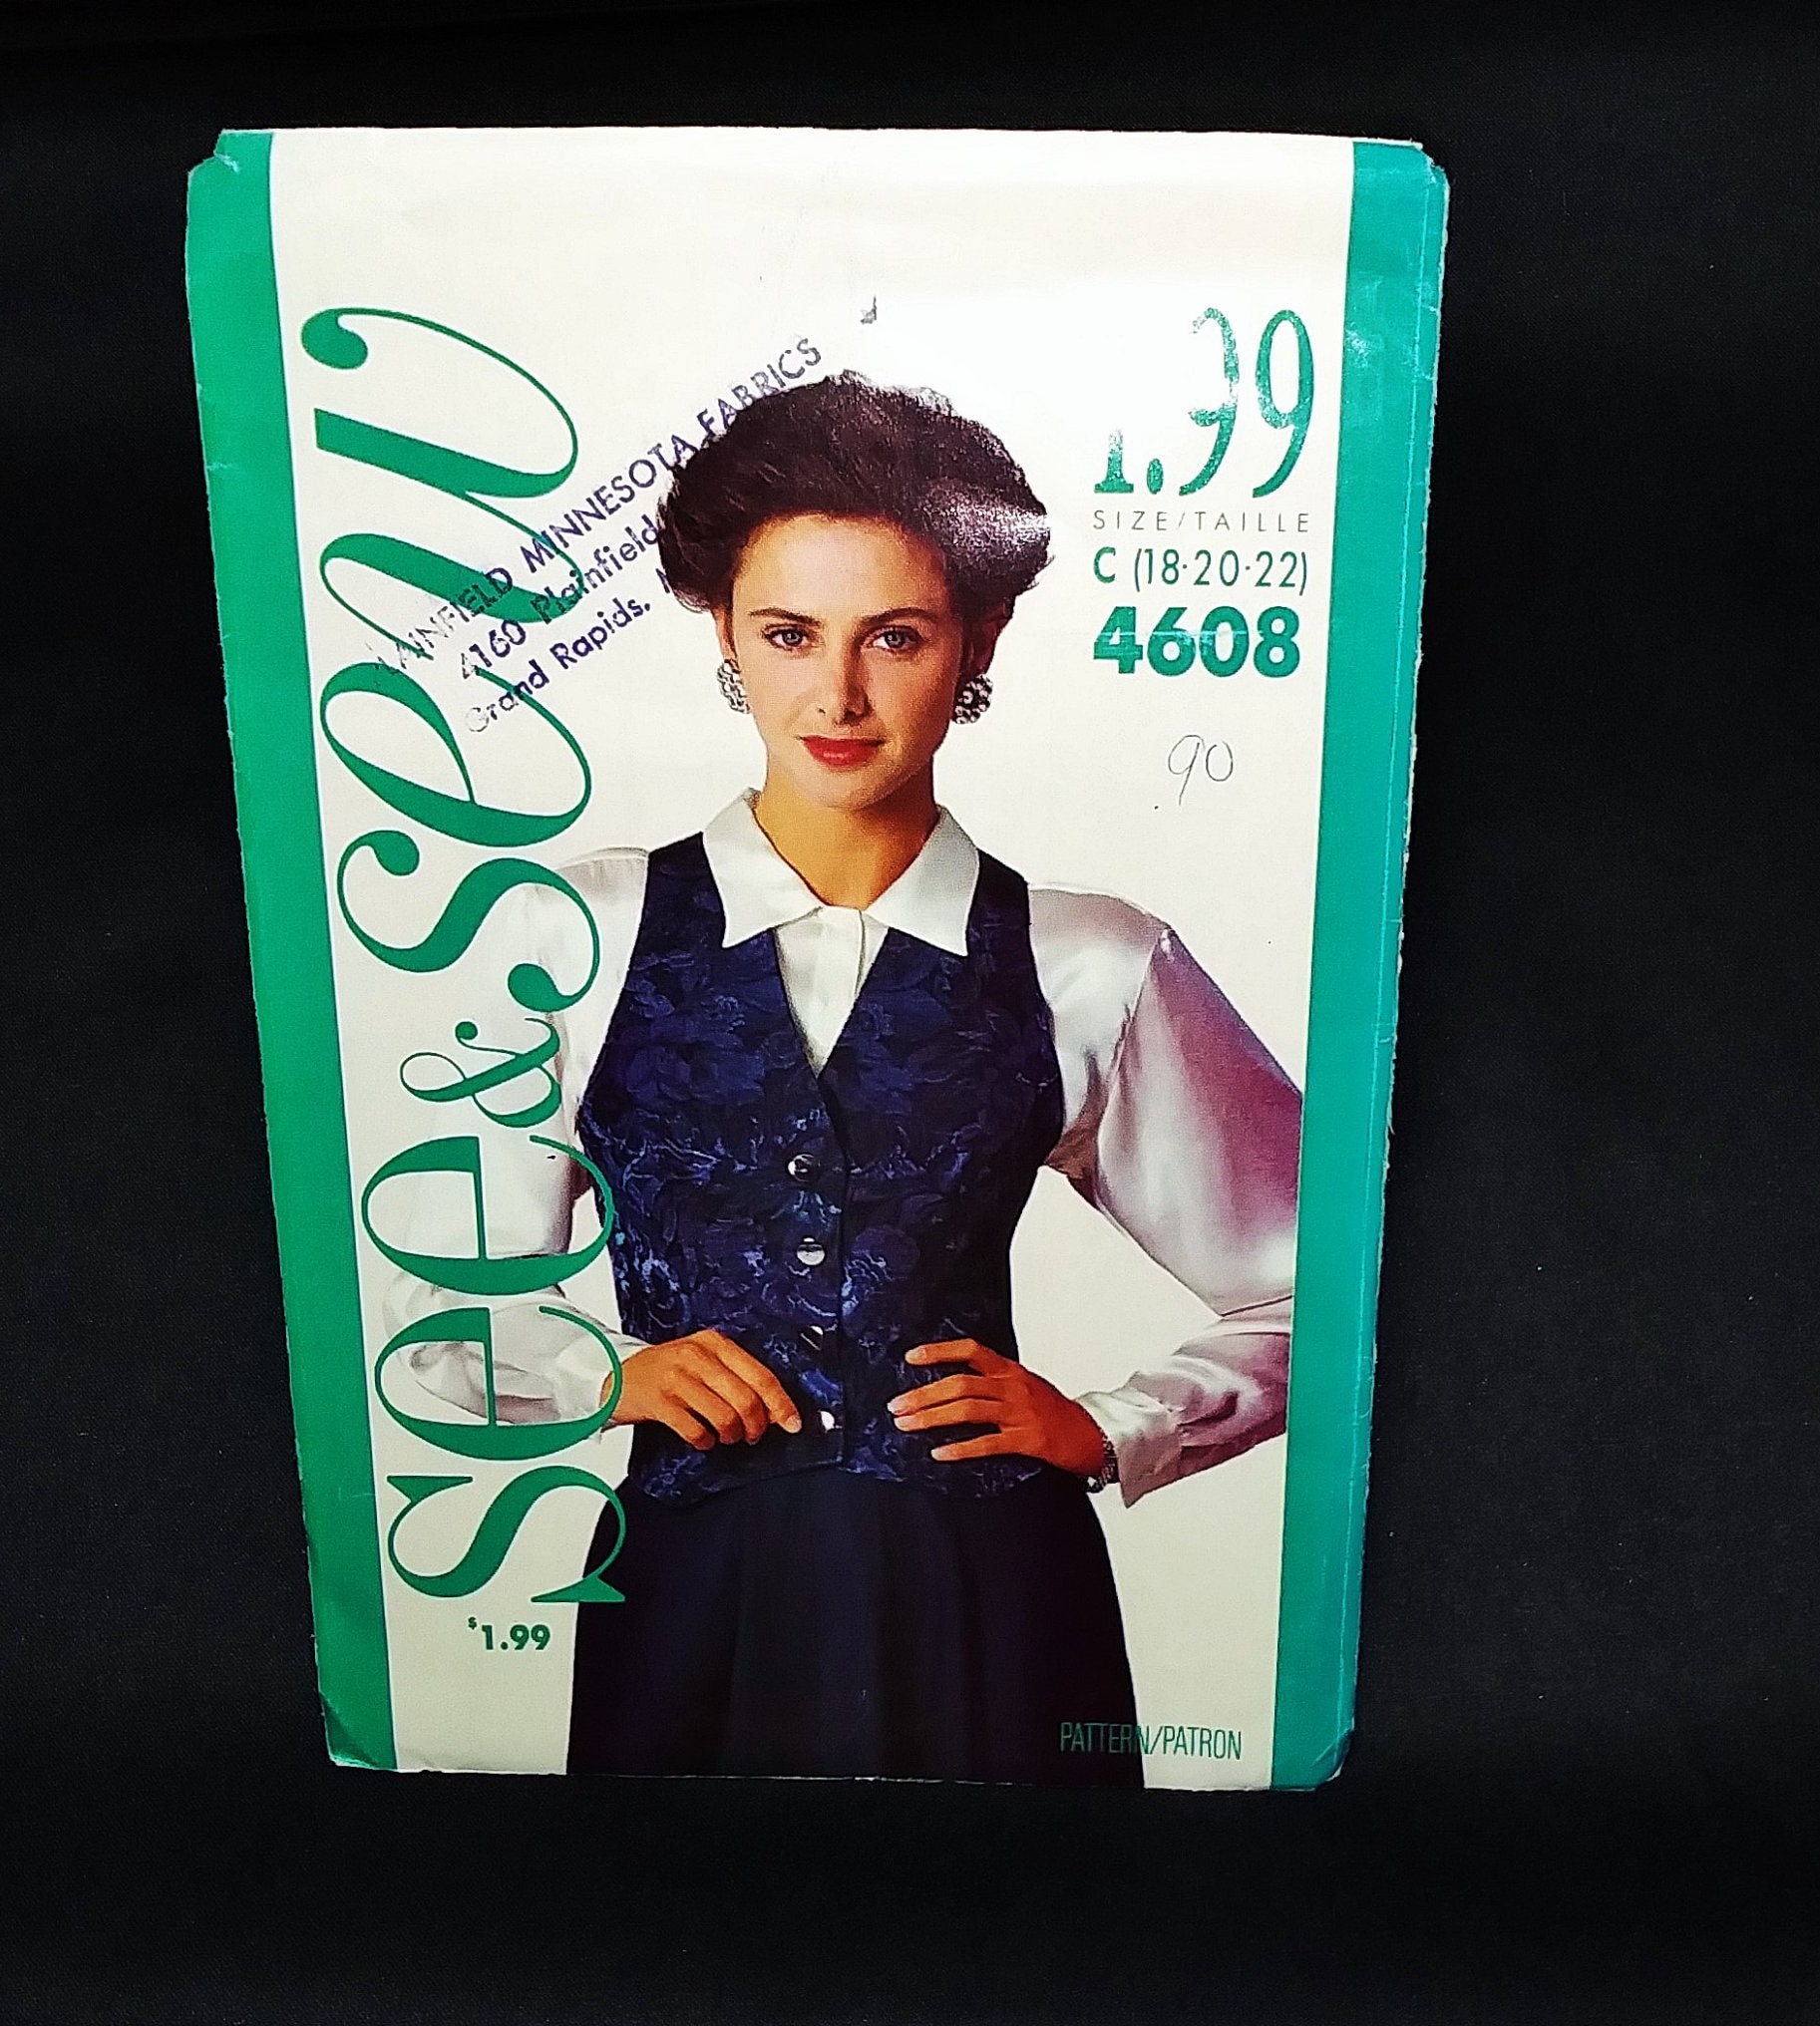 see & sew
PLAINFIELD MINNESOTA FABRICS
4160 Plainfield
Grand Rapids,
1.99
SIZE/TAILLE
C (18·20·22)
4608
.90
$1.99
PATTERN/PATRON